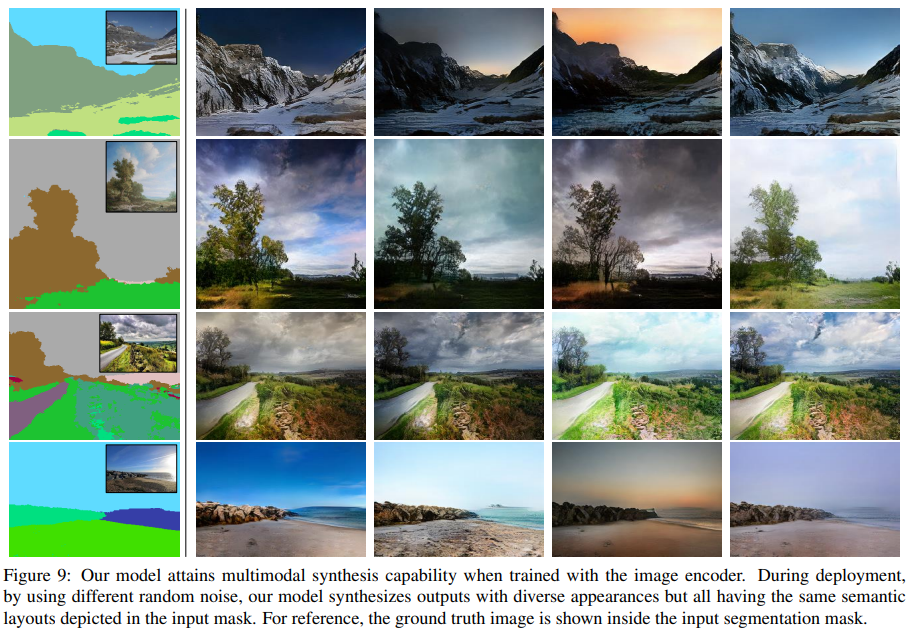 Figure 9: Our model attains multimodal synthesis capability when trained with the image encoder. During deployment,
by using different random noise, our model synthesizes outputs with diverse appearances but all having the same semantic
layouts depicted in the input mask. For reference, the ground truth image is shown inside the input segmentation mask.